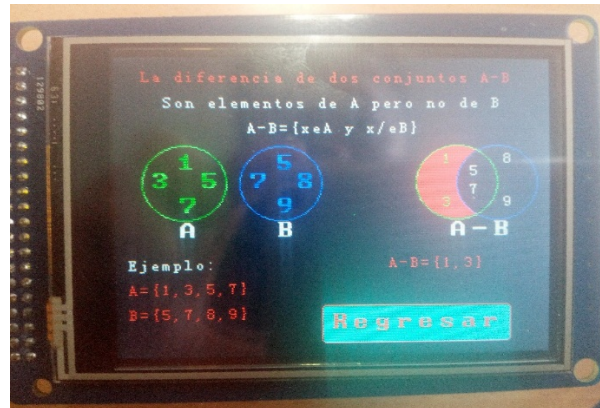 La diferencia de dos conjuntos A-B
Son elementos de A pero no de B
A-B={xeA y x/eB}
1
3 5
7
A
5
7 8
9
B
1 5 8
7
3 9
A-B
Ejemplo:
A={1,3,5,7}
B={5,7,8,9}
A-B={1,3}
Regresar
129802